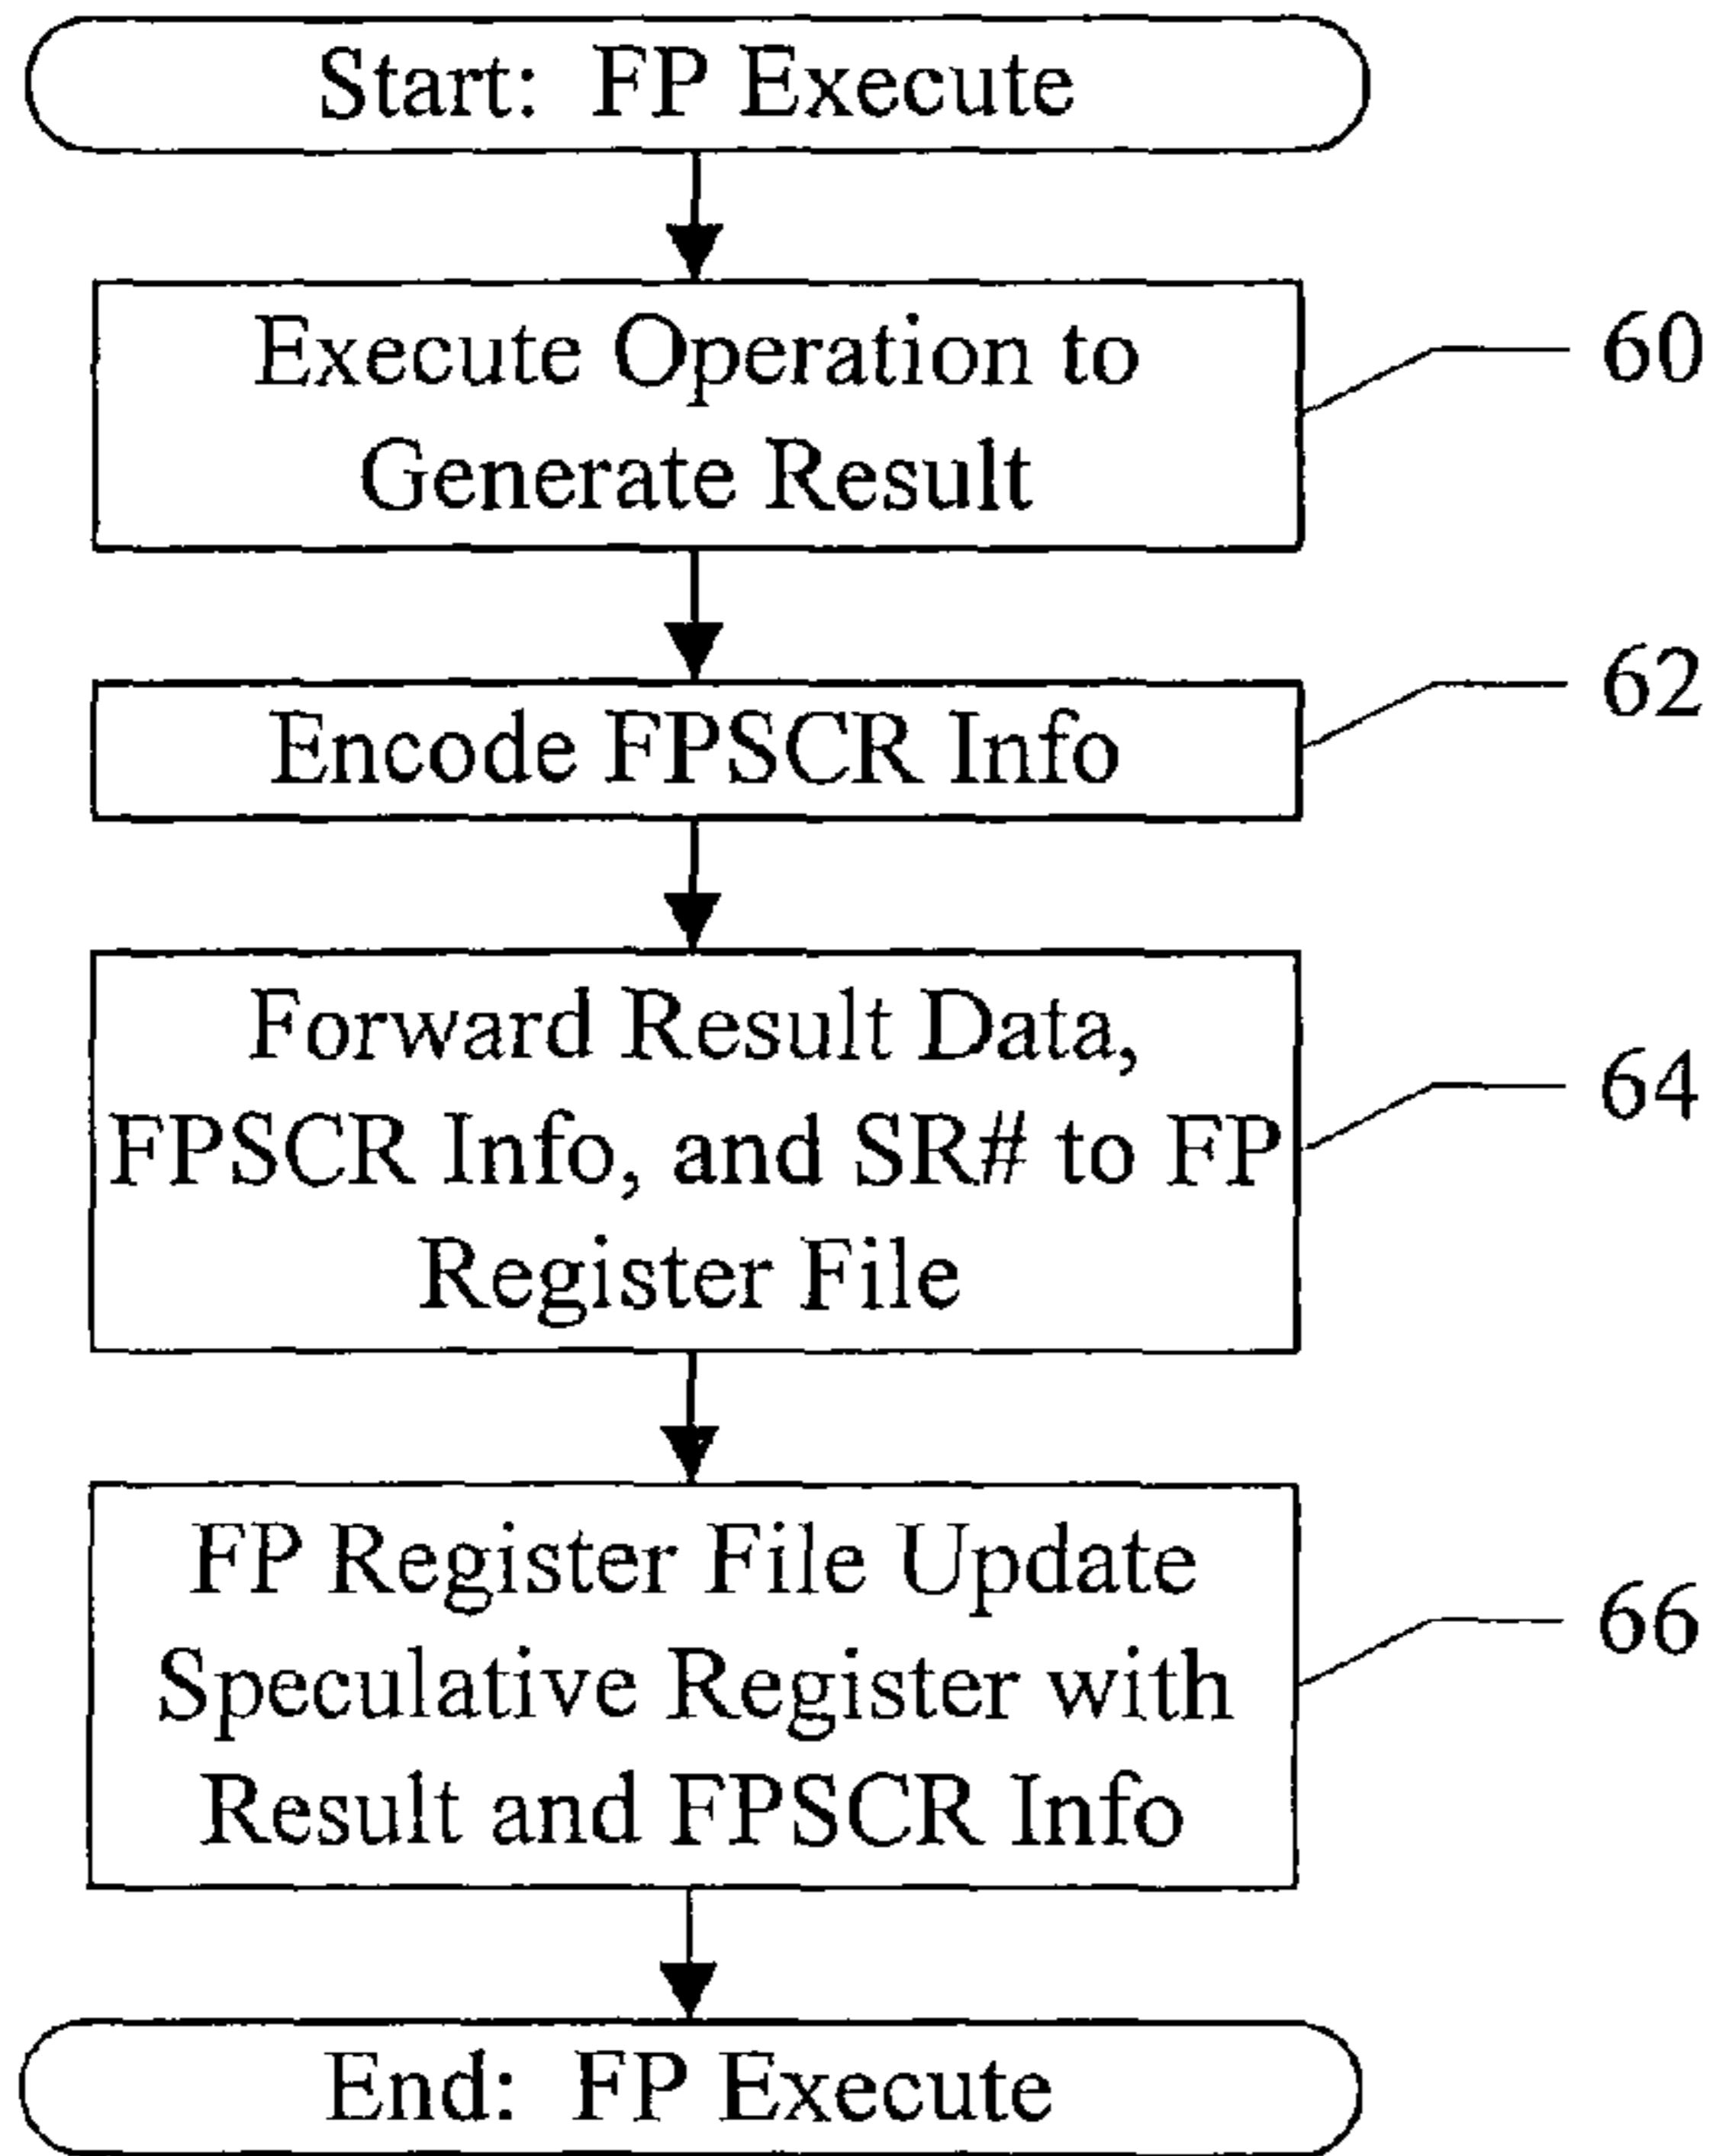 Start: FP Execute
Execute Operation to
Generate Result
60
Encode FPSCR Info
62
Forward Result Data,
FPSCR Info, and SR# to FP
Register File
64
FP Register File Update
Speculative Register with
Result and FPSCR Info
66
End: FP Execute